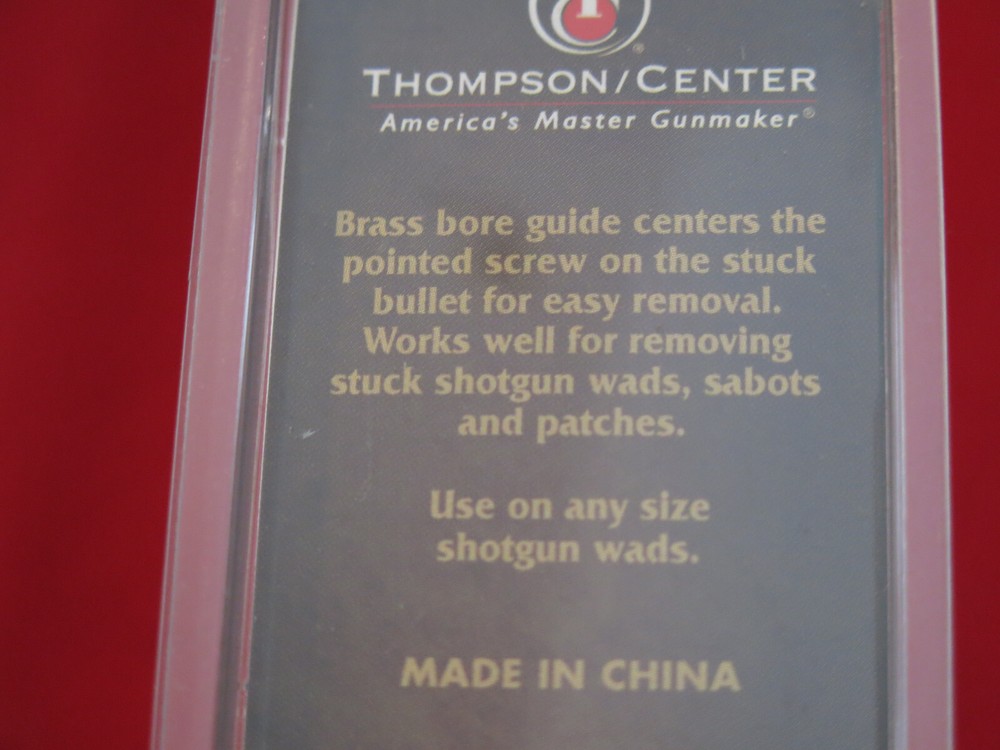 ®
THOMPSON/CENTER
America's Master Gunmaker®
Brass bore guide centers the
pointed screw on the stuck
bullet for easy removal.
Works well for removing
stuck shotgun wads, sabots
and patches.
Use on any size
shotgun wads.
MADE IN CHINA